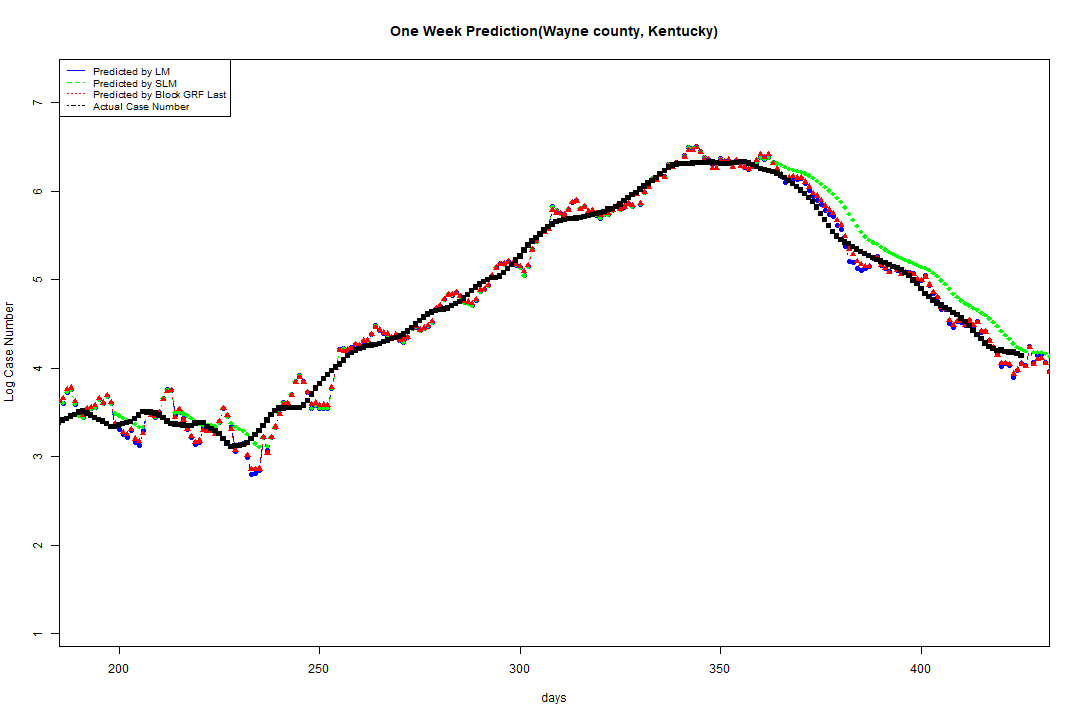 One Week Prediction(Wayne county, Kentucky)
Predicted by LM
Predicted by SLM
Predicted by Block GRF Last
Actual Case Number
7
6
5
4
3
2
1
Log Case Number
200 250 300 350 400
days